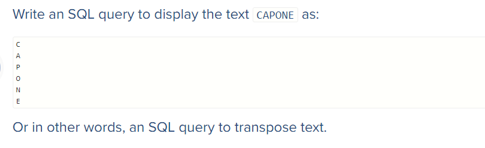 Write an SQL query to display the text CAPONE as:
C
A
P
O
N
E
Or in other words, an SQL query to transpose text.